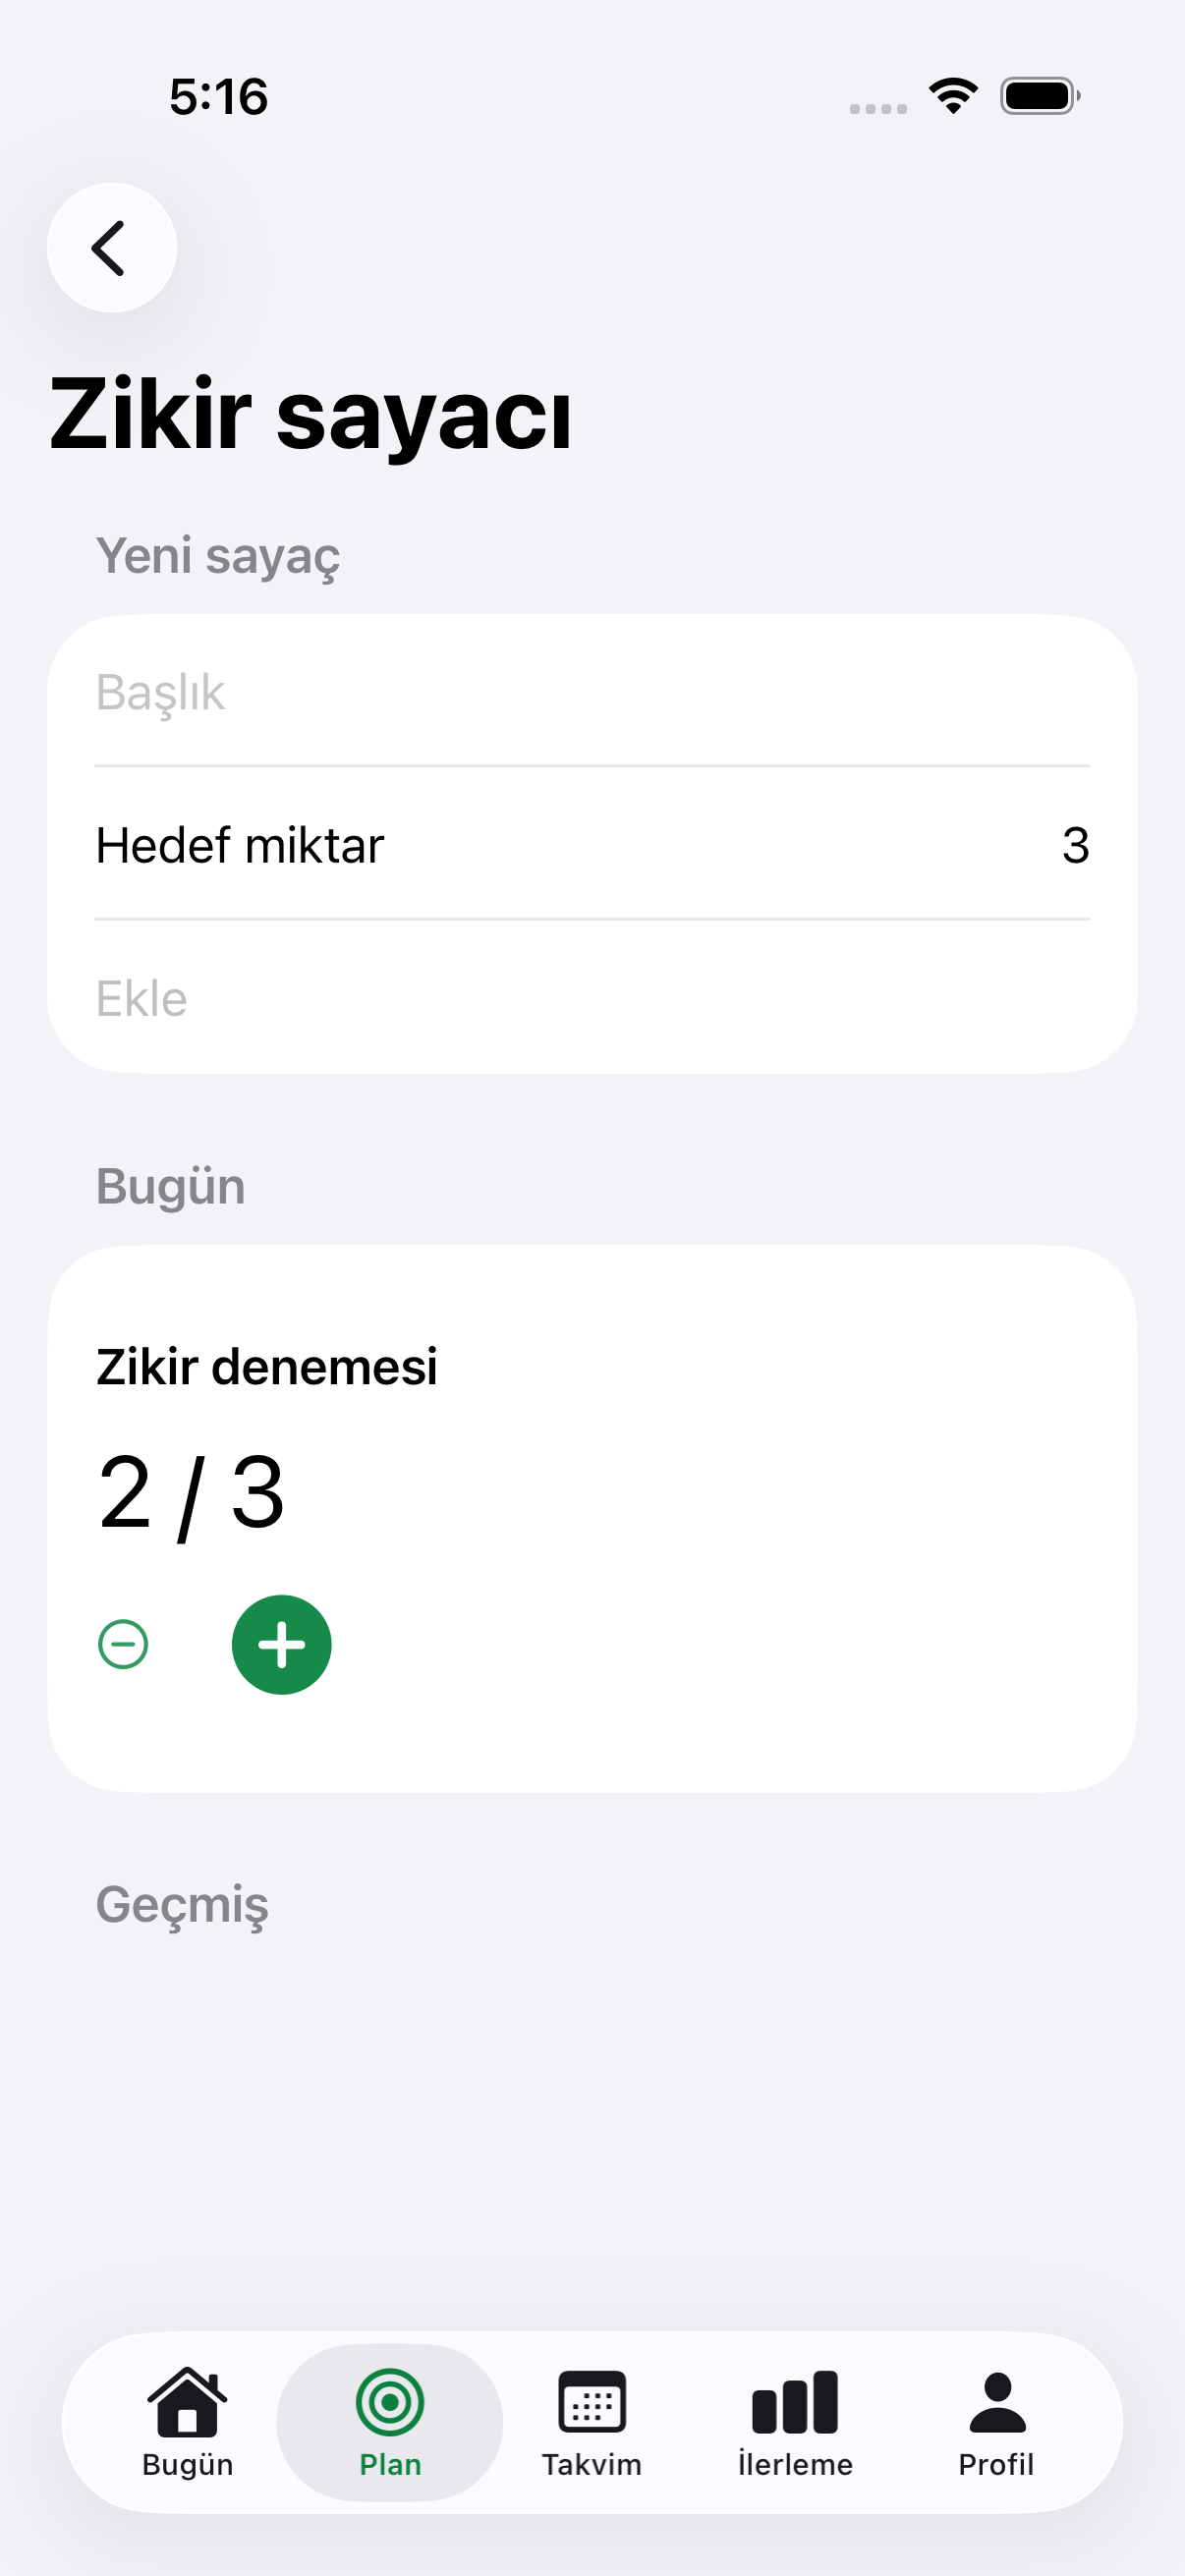 5:16
Zikir sayacı
Yeni sayaç
Başlık
Hedef miktar 3
Ekle
Bugün
Zikir denemesi
2 / 3
Geçmiş
Bugün Plan Takvim İlerleme Profil